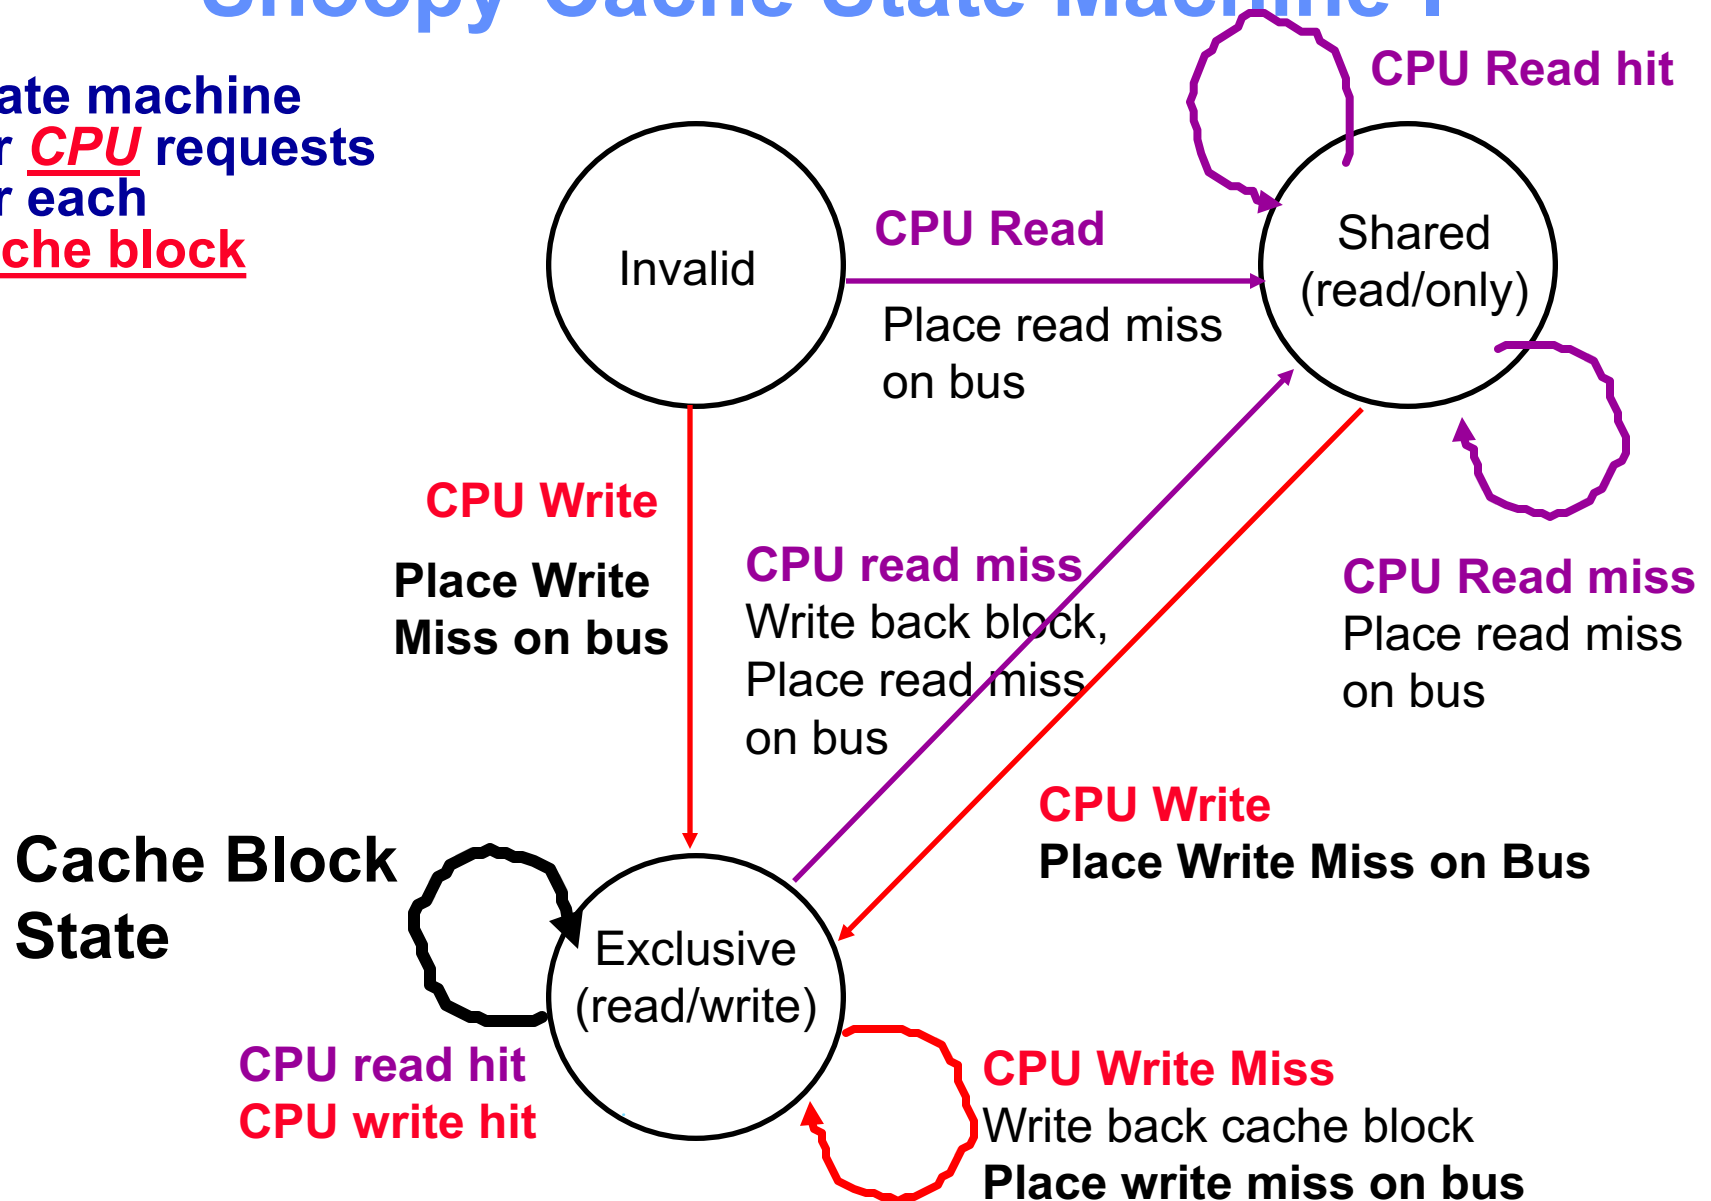 Snoopy-Cache State Machine-I
CPU Read hit
ate machine
r CPU requests
r each
che block
CPU Read
Invalid
Shared
(read/only)
Place read miss
on bus
CPU Write
Place Write
Miss on bus
CPU read miss
Write back block,
Place read miss
on bus
CPU Read miss
Place read miss
on bus
CPU Write
Place Write Miss on Bus
Cache Block
State
Exclusive
(read/write)
CPU read hit
CPU write hit
CPU Write Miss
Write back cache block
Place write miss on bus